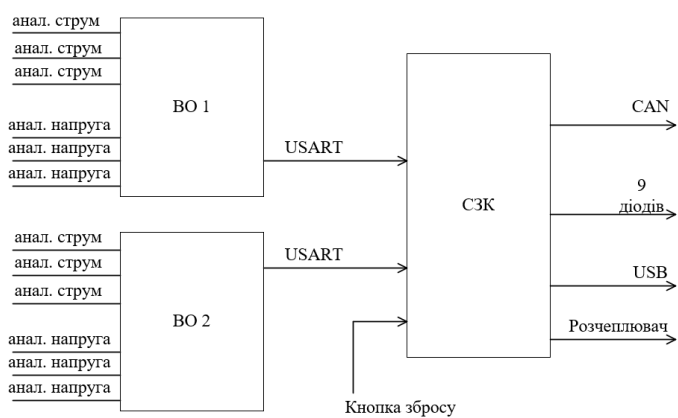 анал. струм
анал. струм
анал. струм
анал. напруга
анал. напруга
анал. напруга
ВО 1
USART
анал. струм
анал. струм
анал. струм
анал. напруга
анал. напруга
анал. напруга
ВО 2
USART
СЗК
CAN
9
діодів
USB
Розчеплювач
Кнопка збросу